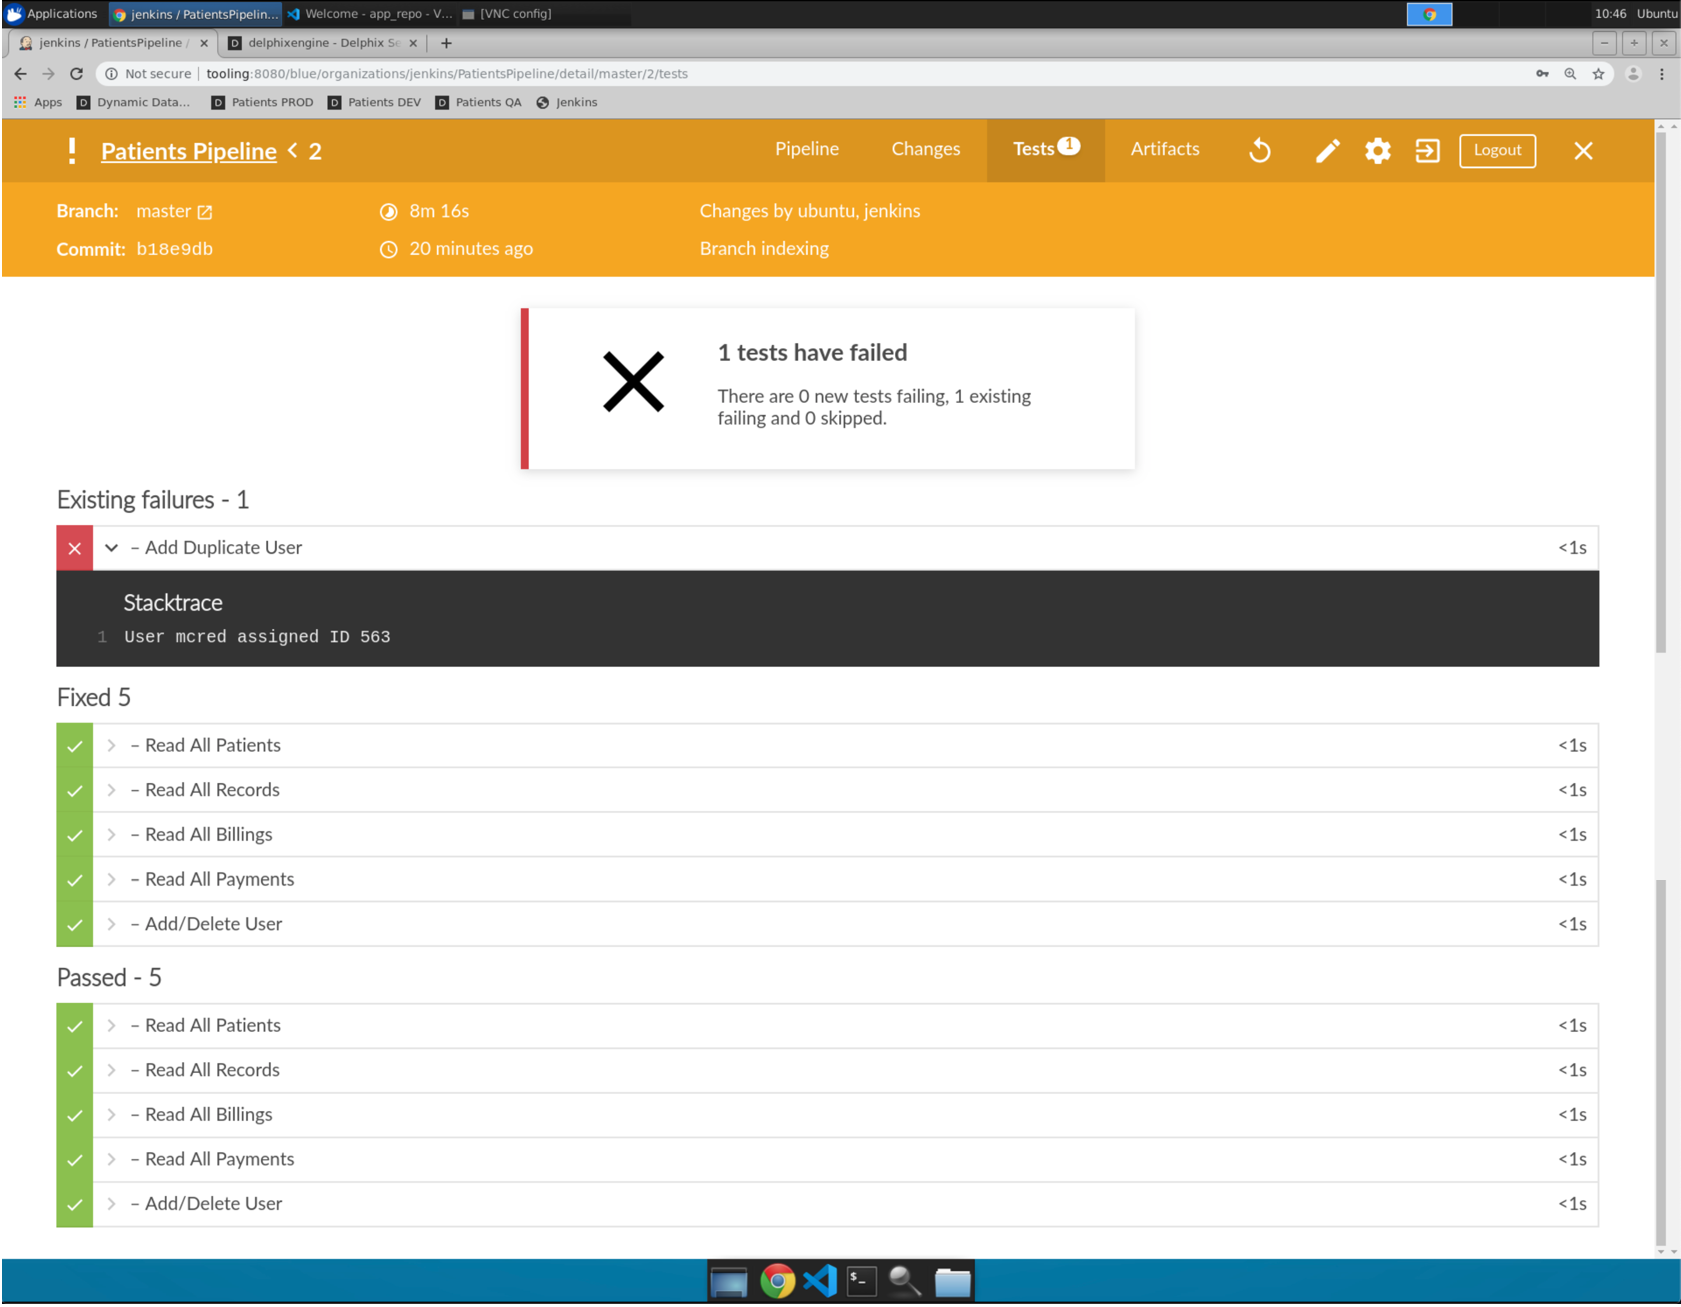 Applications jenkins / PatientsPipelin... Welcome - app_repo - V... [VNC config] 10:46 Ubuntu
jenkins / PatientsPipeline / × delphixengine - Delphix Se × +
Not secure | tooling:8080/blue/organizations/jenkins/PatientsPipeline/detail/master/2/tests
Apps D Dynamic Data... D Patients PROD D Patients DEV D Patients QA Jenkins
! Patients Pipeline < 2 Pipeline Changes Tests 1 Artifacts Logout
Branch: master 8m 16s Changes by ubuntu, jenkins
Commit: b18e9db 20 minutes ago Branch indexing
1 tests have failed
There are 0 new tests failing, 1 existing
failing and 0 skipped.
Existing failures - 1
– Add Duplicate User <1s
Stacktrace
1 User mcred assigned ID 563
Fixed 5
– Read All Patients <1s
– Read All Records <1s
– Read All Billings <1s
– Read All Payments <1s
– Add/Delete User <1s
Passed - 5
– Read All Patients <1s
– Read All Records <1s
– Read All Billings <1s
– Read All Payments <1s
– Add/Delete User <1s
$_